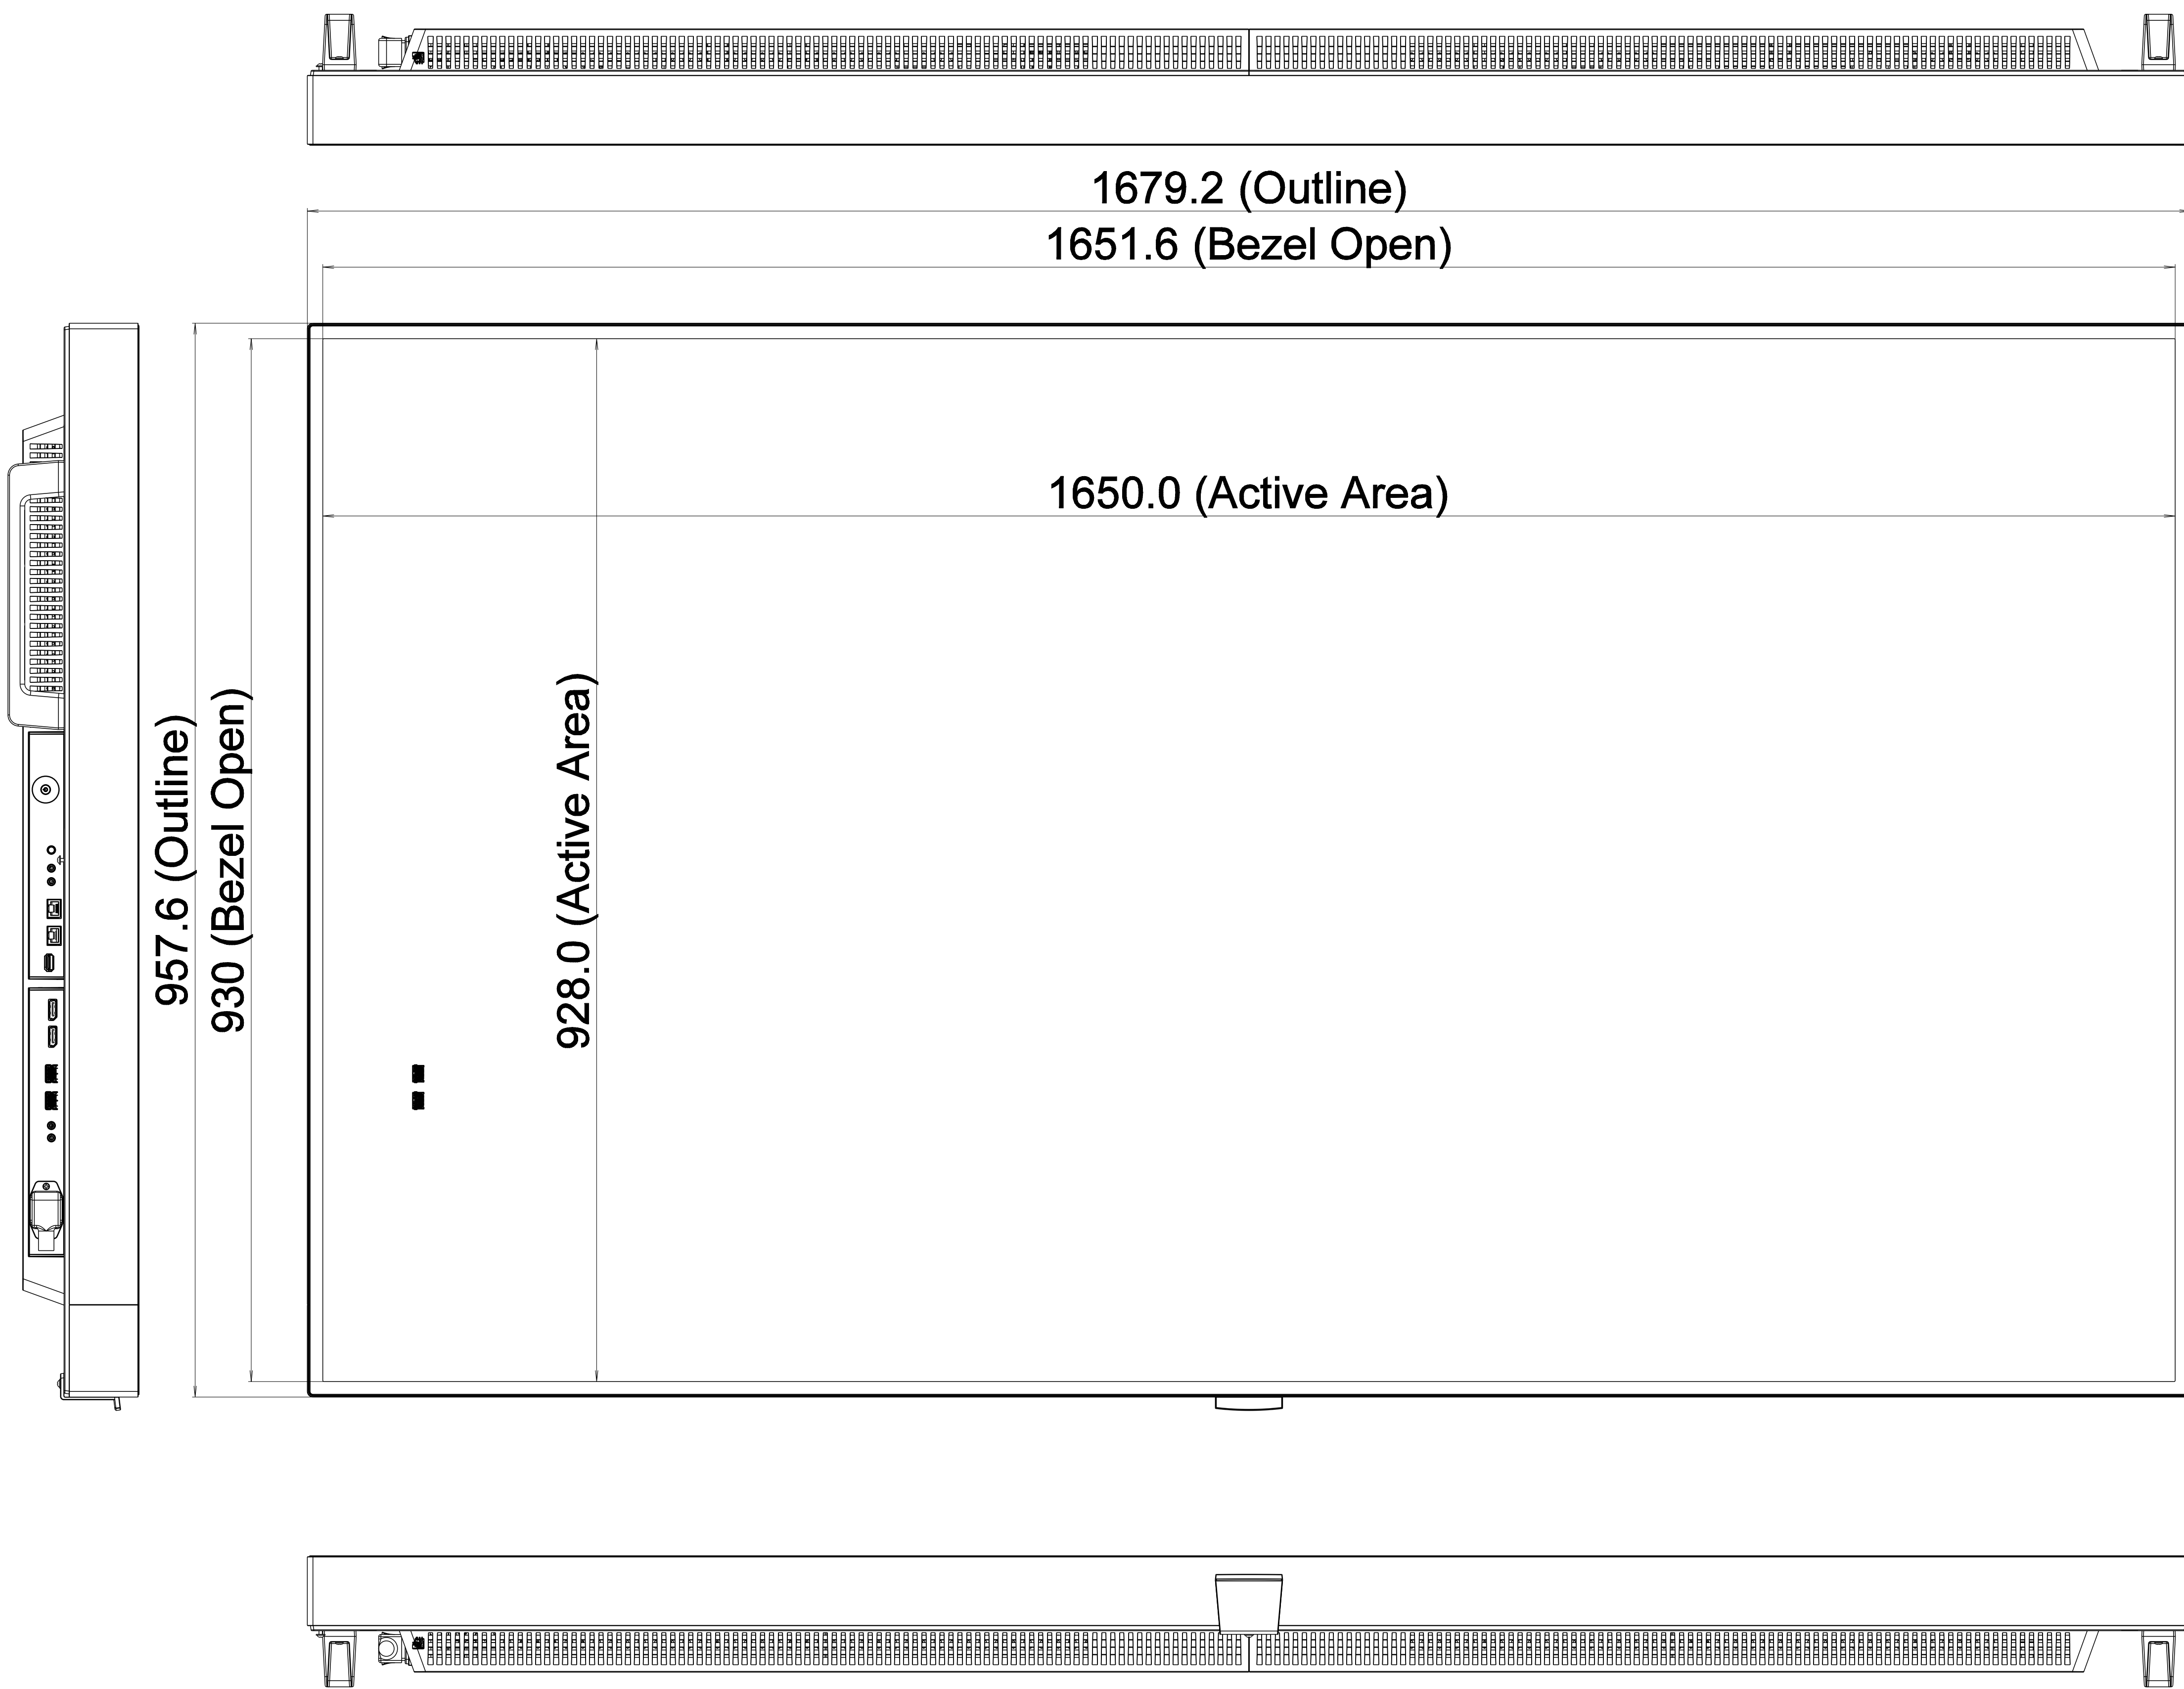 1679.2 (Outline)
1651.6 (Bezel Open)
1650.0 (Active Area)
957.6 (Outline)
930 (Bezel Open)
928.0 (Active Area)